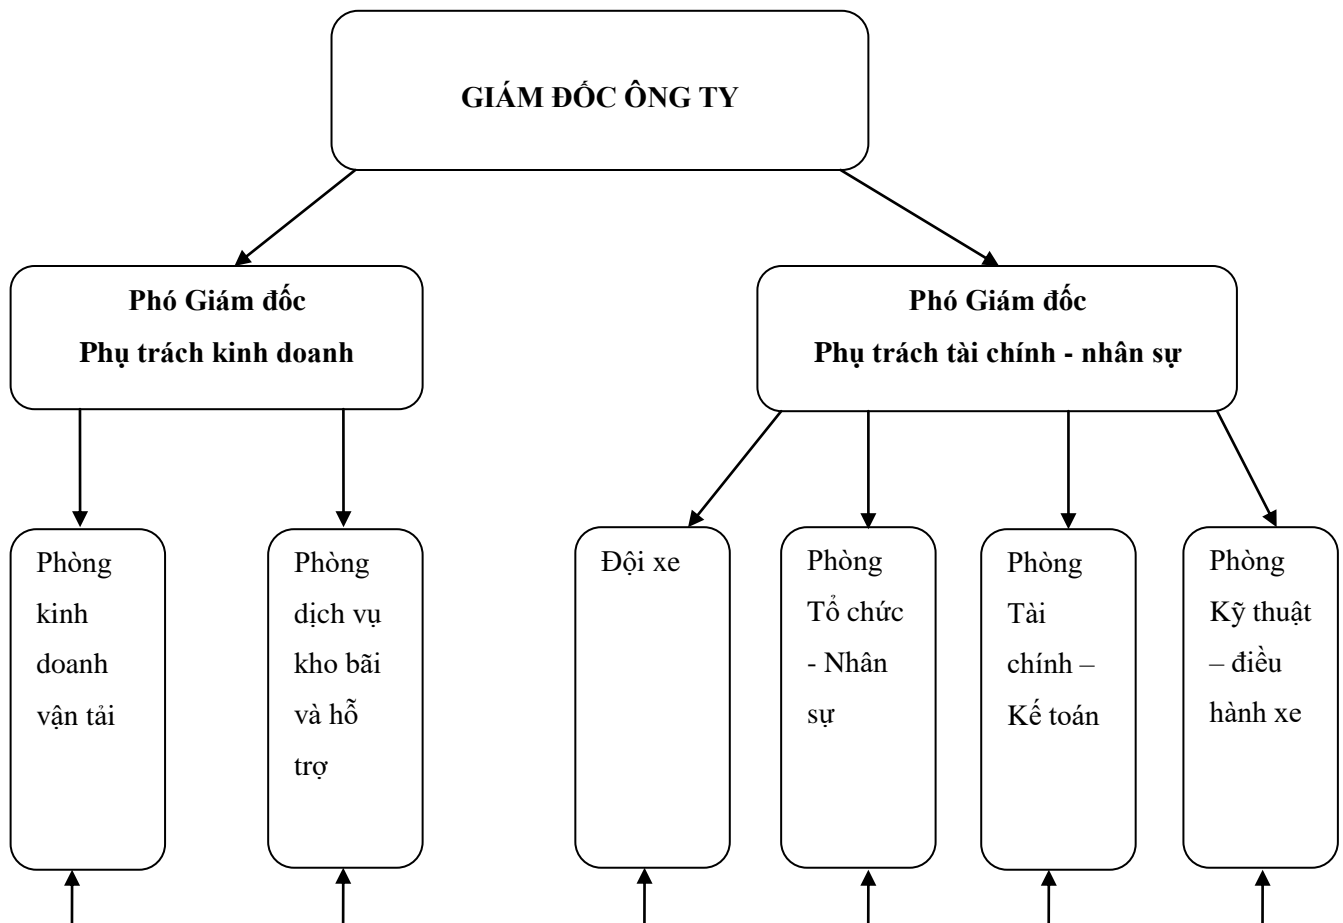 GIÁM ĐỐC ÔNG TY
Phó Giám đốc
Phụ trách kinh doanh
Phó Giám đốc
Phụ trách tài chính - nhân sự
Phòng
kinh
doanh
vận tải
Phòng
dịch vụ
kho bãi
và hỗ
trợ
Đội xe
Phòng
Tổ chức
- Nhân
sự
Phòng
Tài
chính –
Kế toán
Phòng
Kỹ thuật
– điều
hành xe